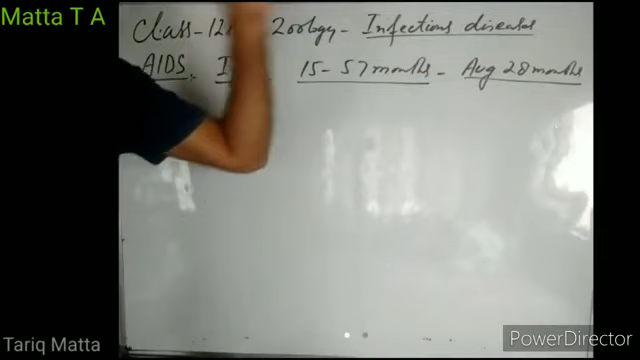 Matta T A
Class-12 Zoology - Infectious diseases
AIDS: 15-57 months - Avg 28 months
Tariq Matta
PowerDirector